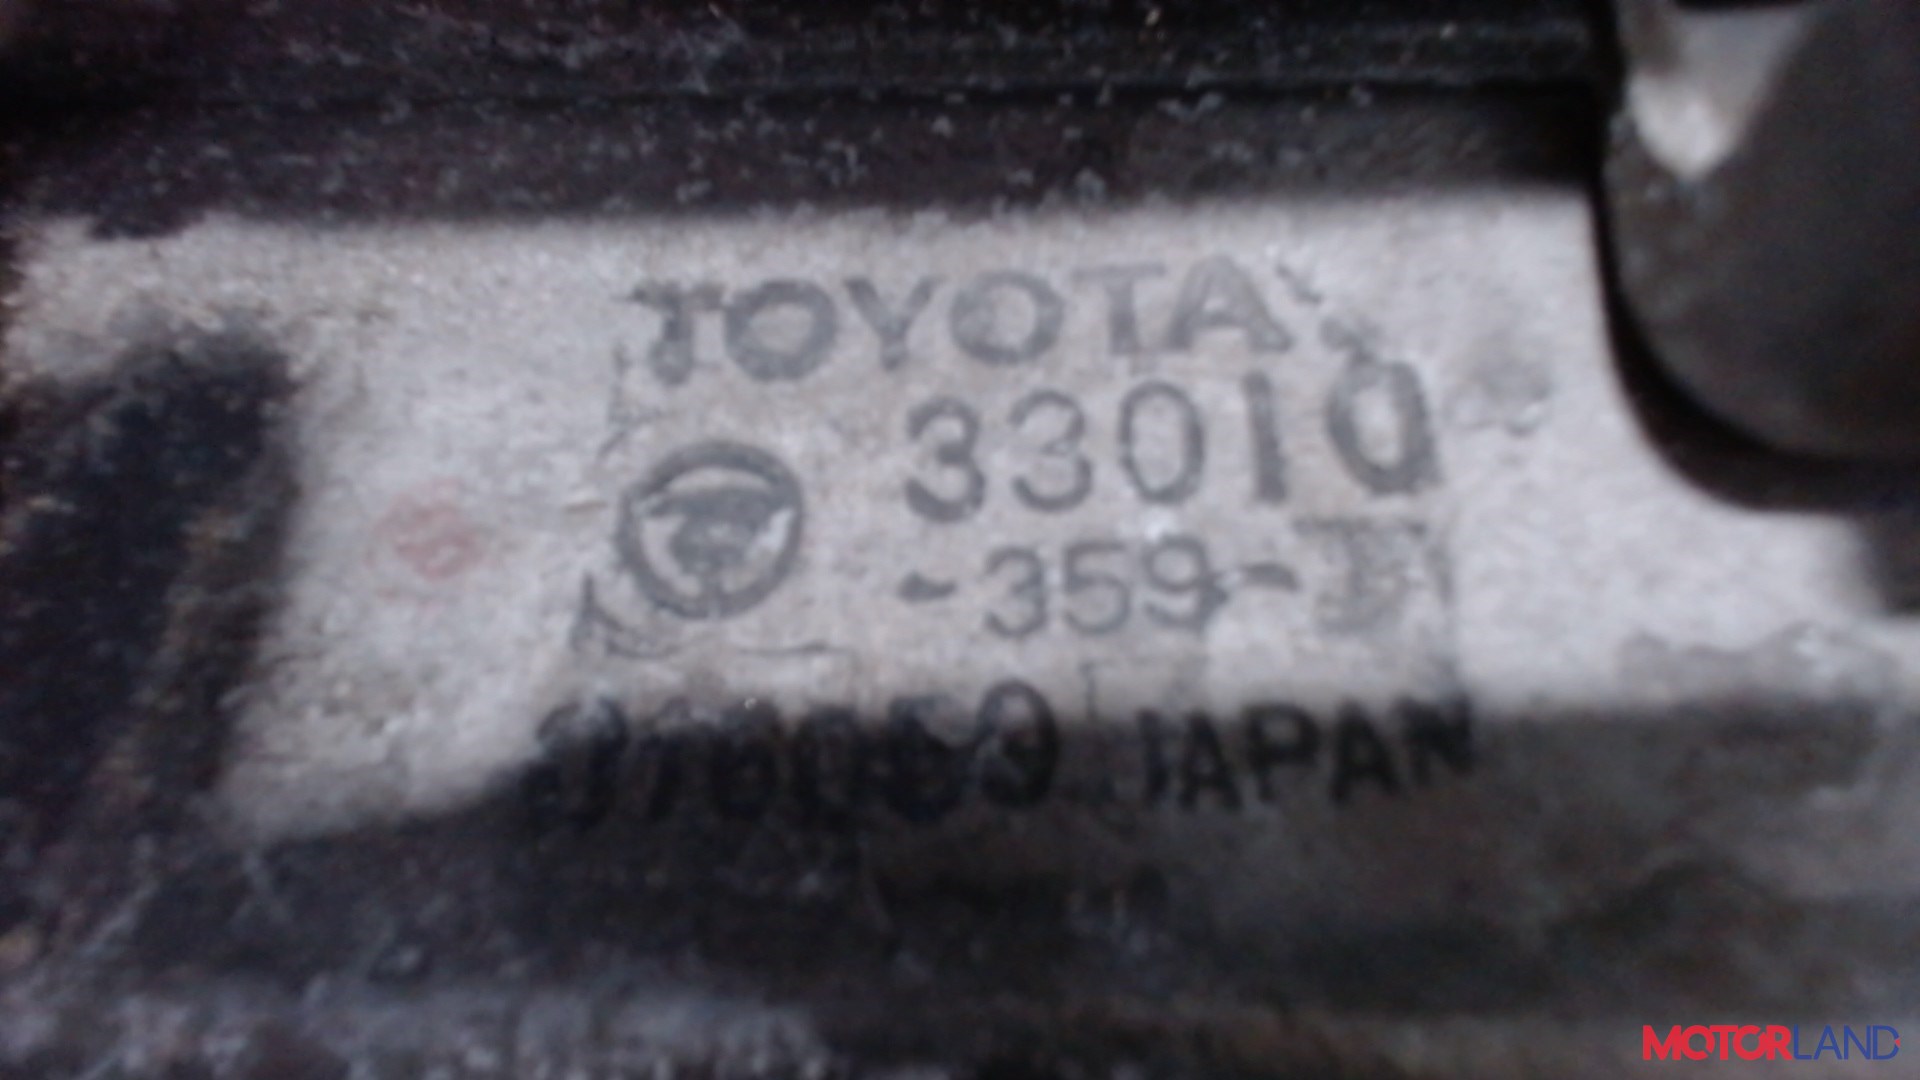 TOYOTA
33010
-359-
JAPAN
MOTORLAND